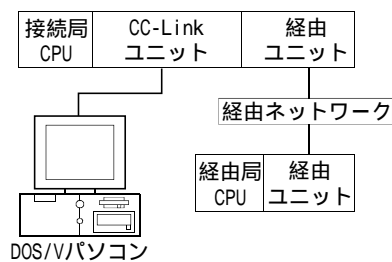 接続局
CPU
CC-Link
ユニット
経由
ユニット
経由ネットワーク
経由局
CPU
経由
ユニット
DOS/Vパソコン